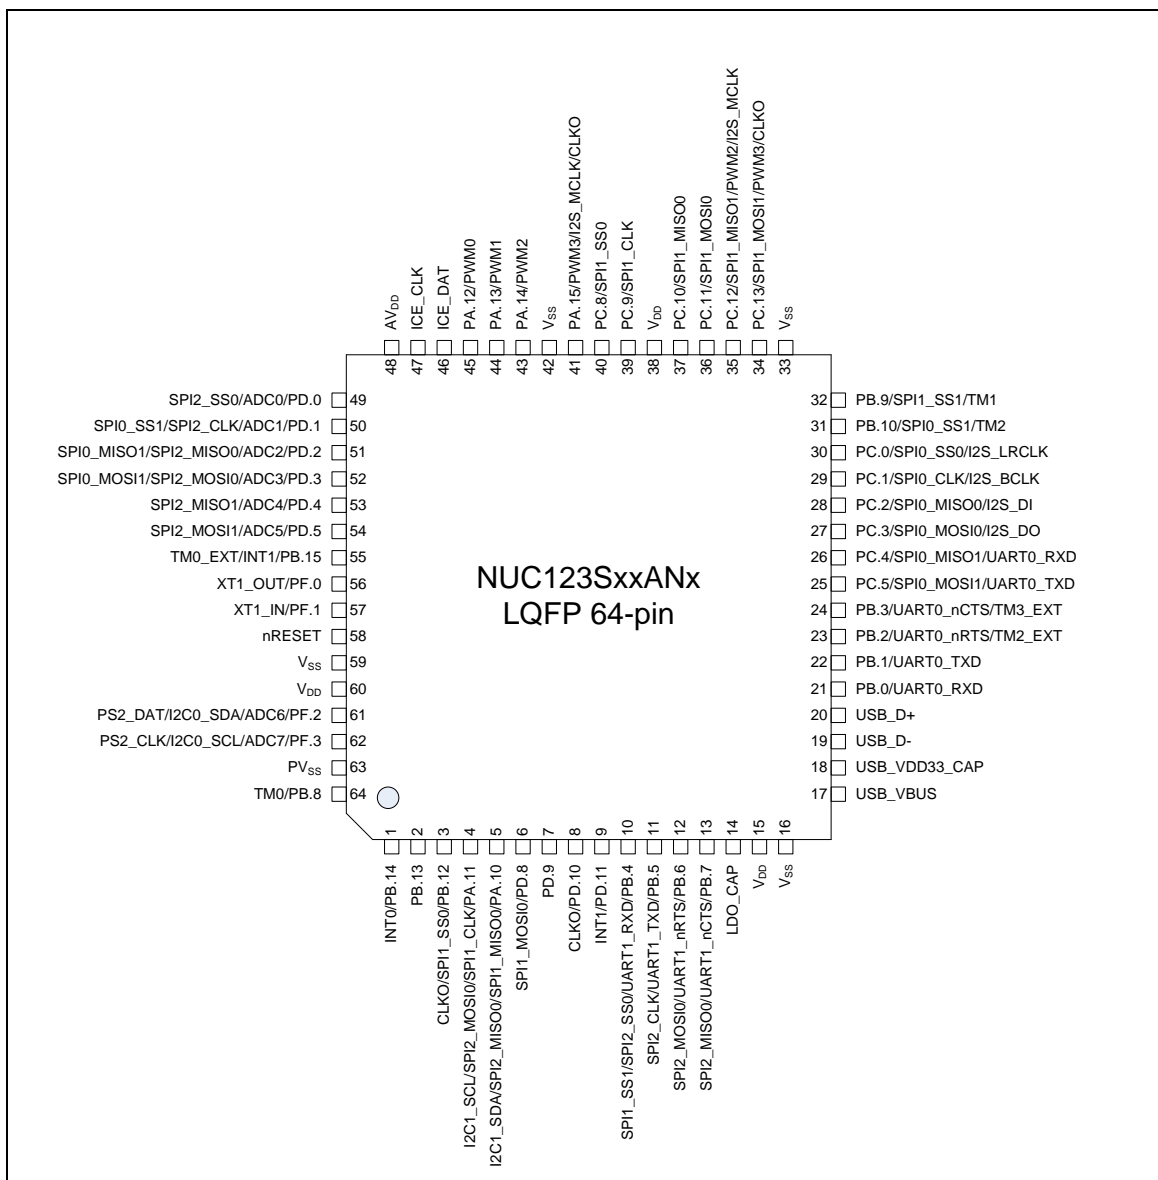 AVDD
ICE_CLK
ICE_DAT
PA.12/PWM0
PA.13/PWM1
PA.14/PWM2
VSS
PA.15/PWM3/I2S_MCLK/CLKO
PC.8/SPI1_SS0
PC.9/SPI1_CLK
VDD
PC.10/SPI1_MISO0
PC.11/SPI1_MOSI0
PC.12/SPI1_MISO1/PWM2/I2S_MCLK
PC.13/SPI1_MOSI1/PWM3/CLKO
VSS
48
47
46
45
44
43
42
41
40
39
38
37
36
35
34
33
SPI2_SS0/ADC0/PD.0 49
SPI0_SS1/SPI2_CLK/ADC1/PD.1 50
SPI0_MISO1/SPI2_MISO0/ADC2/PD.2 51
SPI0_MOSI1/SPI2_MOSI0/ADC3/PD.3 52
SPI2_MISO1/ADC4/PD.4 53
SPI2_MOSI1/ADC5/PD.5 54
TM0_EXT/INT1/PB.15 55
XT1_OUT/PF.0 56
XT1_IN/PF.1 57
nRESET 58
VSS 59
VDD 60
PS2_DAT/I2C0_SDA/ADC6/PF.2 61
PS2_CLK/I2C0_SCL/ADC7/PF.3 62
PVSS 63
TM0/PB.8 64
NUC123SxxANx
LQFP 64-pin
32 PB.9/SPI1_SS1/TM1
31 PB.10/SPI0_SS1/TM2
30 PC.0/SPI0_SS0/I2S_LRCLK
29 PC.1/SPI0_CLK/I2S_BCLK
28 PC.2/SPI0_MISO0/I2S_DI
27 PC.3/SPI0_MOSI0/I2S_DO
26 PC.4/SPI0_MISO1/UART0_RXD
25 PC.5/SPI0_MOSI1/UART0_TXD
24 PB.3/UART0_nCTS/TM3_EXT
23 PB.2/UART0_nRTS/TM2_EXT
22 PB.1/UART0_TXD
21 PB.0/UART0_RXD
20 USB_D+
19 USB_D-
18 USB_VDD33_CAP
17 USB_VBUS
1
2
3
4
5
6
7
8
9
10
11
12
13
14
15
16
INT0/PB.14
PB.13
CLKO/SPI1_SS0/PB.12
I2C1_SCL/SPI2_MOSI0/SPI1_CLK/PA.11
I2C1_SDA/SPI2_MISO0/SPI1_MISO0/PA.10
SPI1_MOSI0/PD.8
PD.9
CLKO/PD.10
INT1/PD.11
SPI1_SS1/SPI2_SS0/UART1_RXD/PB.4
SPI2_CLK/UART1_TXD/PB.5
SPI2_MOSI0/UART1_nRTS/PB.6
SPI2_MISO0/UART1_nCTS/PB.7
LDO_CAP
VDD
VSS